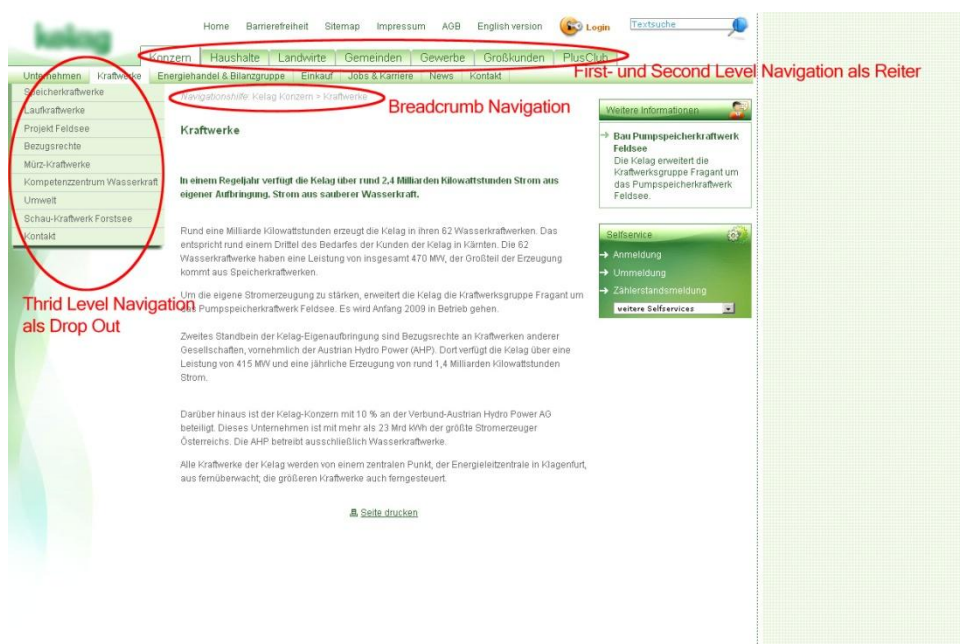 kelag
Home Barrierefreiheit Sitemap Impressum AGB English version Login Textsuche
Konzern Haushalte Landwirte Gemeinden Gewerbe Großkunden PlusClub
Unternehmen Kraftwerke Energiehandel & Bilanzgruppe Einkauf Jobs & Karriere News Kontakt
First- und Second Level Navigation als Reiter
Speicherkraftwerke
Laufkraftwerke
Projekt Feldsee
Bezugsrechte
Mürz-Kraftwerke
Kompetenzzentrum Wasserkraft
Umwelt
Schau-Kraftwerk Forstsee
Kontakt
Thrid Level Navigation
als Drop Out
Navigationshilfe: Kelag Konzern > Kraftwerke
Breadcrumb Navigation
Kraftwerke
In einem Regeljahr verfügt die Kelag über rund 2,4 Milliarden Kilowattstunden Strom aus
eigener Aufbringung. Strom aus sauberer Wasserkraft.
Rund eine Milliarde Kilowattstunden erzeugt die Kelag in ihren 62 Wasserkraftwerken. Das
entspricht rund einem Drittel des Bedarfes der Kunden der Kelag in Kärnten. Die 62
Wasserkraftwerke haben eine Leistung von insgesamt 470 MW, der Großteil der Erzeugung
kommt aus Speicherkraftwerken.
Um die eigene Stromerzeugung zu stärken, erweitert die Kelag die Kraftwerksgruppe Fragant um
das Pumpspeicherkraftwerk Feldsee. Es wird Anfang 2009 in Betrieb gehen.
Zweites Standbein der Kelag-Eigenaufbringung sind Bezugsrechte an Kraftwerken anderer
Gesellschaften, vornehmlich der Austrian Hydro Power (AHP). Dort verfügt die Kelag über eine
Leistung von 415 MW und eine jährliche Erzeugung von rund 1,4 Milliarden Kilowattstunden
Strom.
Darüber hinaus ist der Kelag-Konzern mit 10 % an der Verbund-Austrian Hydro Power AG
beteiligt. Dieses Unternehmen ist mit mehr als 23 Mrd kWh der größte Stromerzeuger
Österreichs. Die AHP betreibt ausschließlich Wasserkraftwerke.
Alle Kraftwerke der Kelag werden von einem zentralen Punkt, der Energieleitzentrale in Klagenfurt,
aus fernüberwacht; die größeren Kraftwerke auch ferngesteuert.
Seite drucken
Weitere Informationen
Bau Pumpspeicherkraftwerk
Feldsee
Die Kelag erweitert die
Kraftwerksgruppe Fragant um
das Pumpspeicherkraftwerk
Feldsee.
Selfservice
Anmeldung
Ummeldung
Zählerstandsmeldung
weitere Selfservices